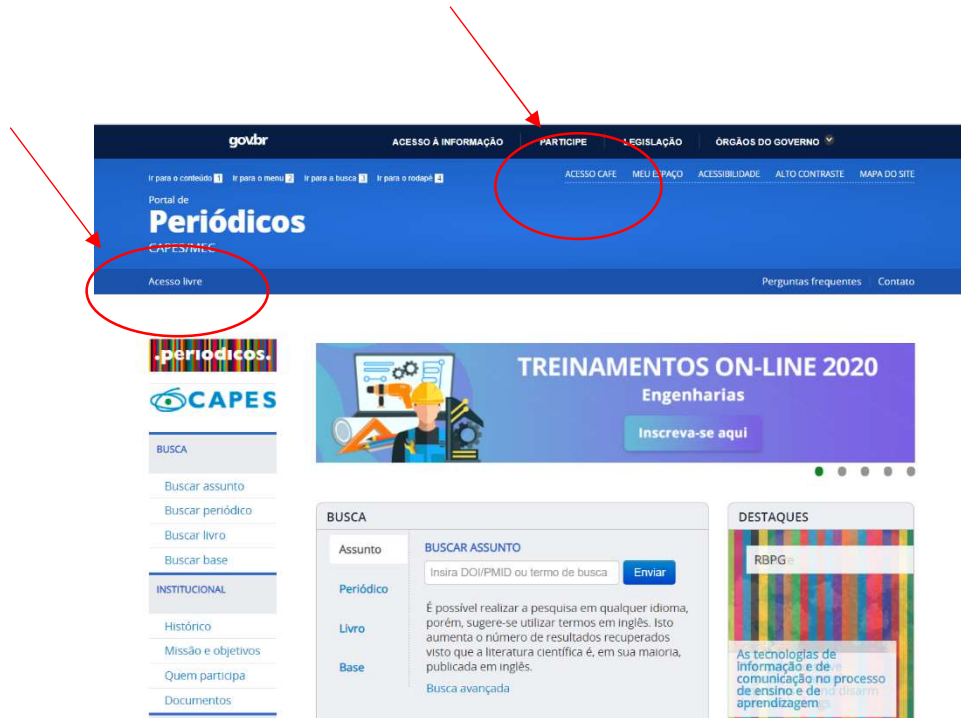 govbr
ACESSO À INFORMAÇÃO PARTICIPE LEGISLAÇÃO ÓRGÃOS DO GOVERNO
Ir para o conteúdo 1 Ir para o menu 2 Ir para a busca 3 Ir para o rodapé 4
ACESSO CAFE MEU ESPAÇO ACESSIBILIDADE ALTO CONTRASTE MAPA DO SITE
Portal de
Periódicos
CAPES/MEC
Acesso livre
Perguntas frequentes Contato
.periodicos.
CAPES
BUSCA
Buscar assunto
Buscar periódico
Buscar livro
Buscar base
INSTITUCIONAL
Histórico
Missão e objetivos
Quem participa
Documentos
TREINAMENTOS ON-LINE 2020
Engenharias
Inscreva-se aqui
BUSCA
Assunto
Periódico
Livro
Base
BUSCAR ASSUNTO
Insira DOI/PMID ou termo de busca Enviar
É possível realizar a pesquisa em qualquer idioma,
porém, sugere-se utilizar termos em inglês. Isto
aumenta o número de resultados recuperados
visto que a literatura científica é, em sua maioria,
publicada em inglês.
Busca avançada
DESTAQUES
RBPG
As tecnologias de
Informação e de
comunicação no processo
de ensino e de
aprendizagem